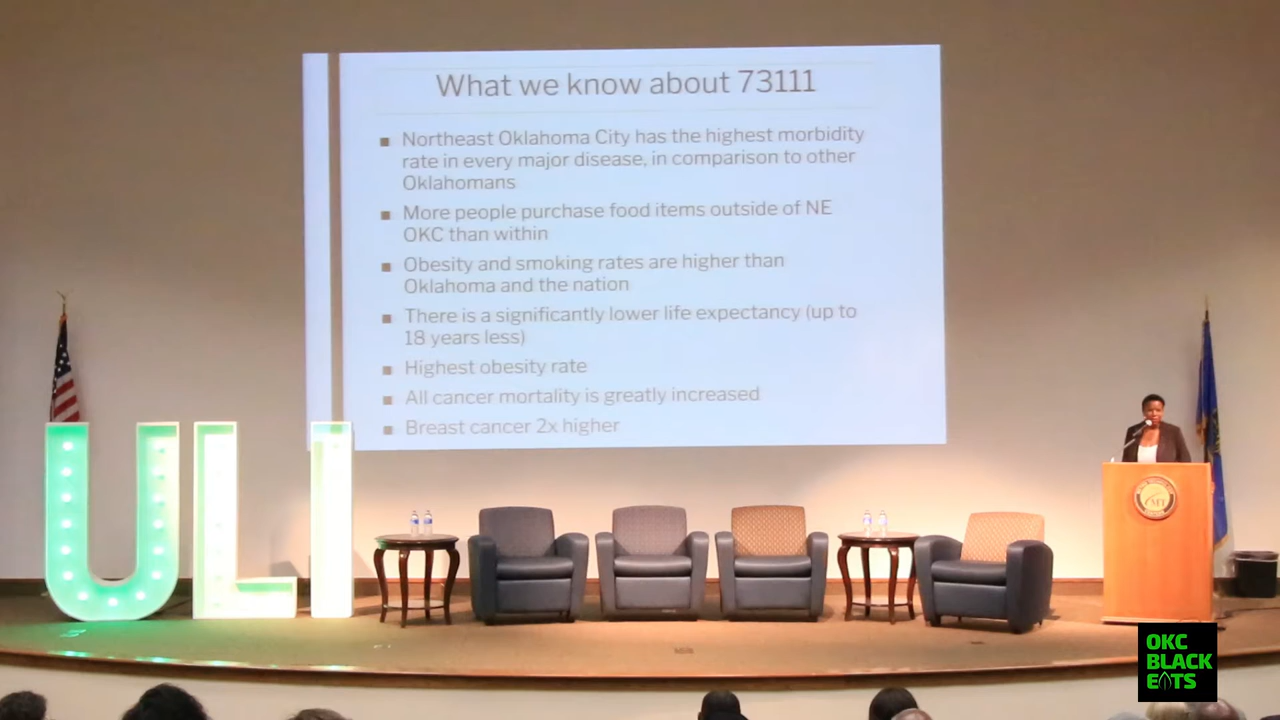 What we know about 73111
Northeast Oklahoma City has the highest morbidity
rate in every major disease, in comparison to other
Oklahomans
More people purchase food items outside of NE
OKC than within
Obesity and smoking rates are higher than
Oklahoma and the nation
There is a significantly lower life expectancy (up to
18 years less)
Highest obesity rate
All cancer mortality is greatly increased
Breast cancer 2x higher
ULI
OKC
BLACK
EATS